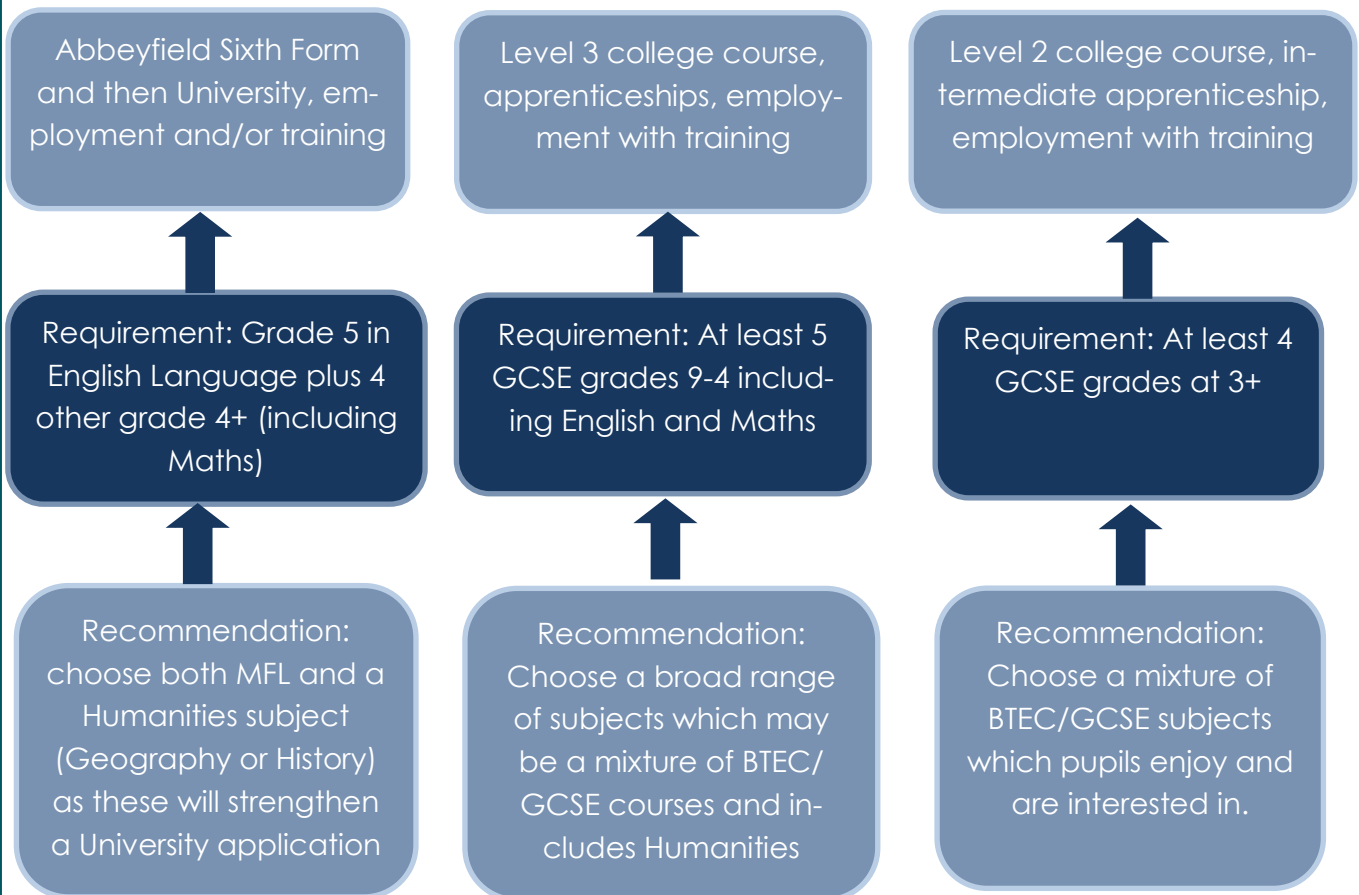 Abbeyfield Sixth Form
and then University, em-
ployment and/or training
Level 3 college course,
apprenticeships, employ-
ment with training
Level 2 college course, in-
termediate apprenticeship,
employment with training
Requirement: Grade 5 in
English Language plus 4
other grade 4+ (including
Maths)
Requirement: At least 5
GCSE grades 9-4 includ-
ing English and Maths
Requirement: At least 4
GCSE grades at 3+
Recommendation:
choose both MFL and a
Humanities subject
(Geography or History)
as these will strengthen
a University application
Recommendation:
Choose a broad range
of subjects which may
be a mixture of BTEC/
GCSE courses and in-
cludes Humanities
Recommendation:
Choose a mixture of
BTEC/GCSE subjects
which pupils enjoy and
are interested in.